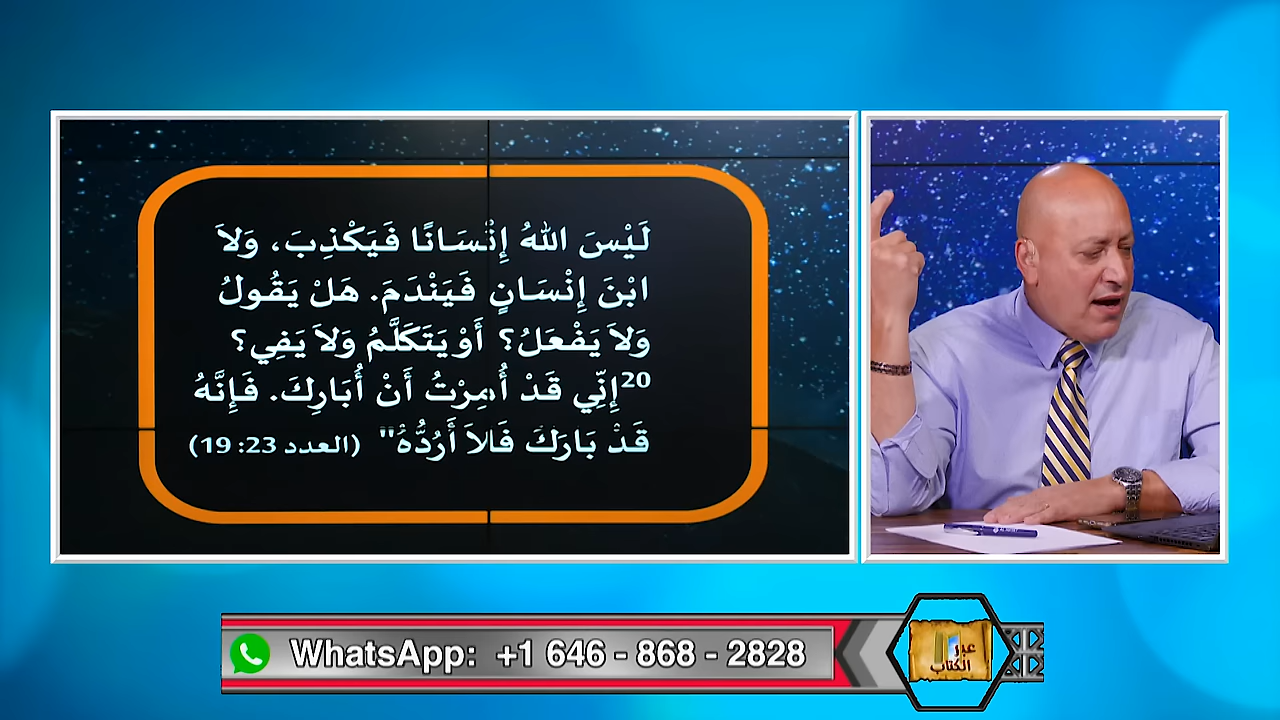 لَيْسَ اللهُ إِنْسَانًا فَيَكْذِبَ، وَلاَ
ابْنَ إِنْسَانٍ فَيَنْدَمَ. هَلْ يَقُولُ
وَلاَ يَفْعَلُ؟ أَوْ يَتَكَلَّمُ وَلاَ يَفِي؟
20إِنِّي قَدْ أُمِرْتُ أَنْ أُبَارِكَ. فَإِنَّهُ
قَدْ بَارَكَ فَلاَ أَرُدُّهُ" (العدد 23: 19)
WhatsApp: +1 646 - 868 - 2828
عبر
الكتاب